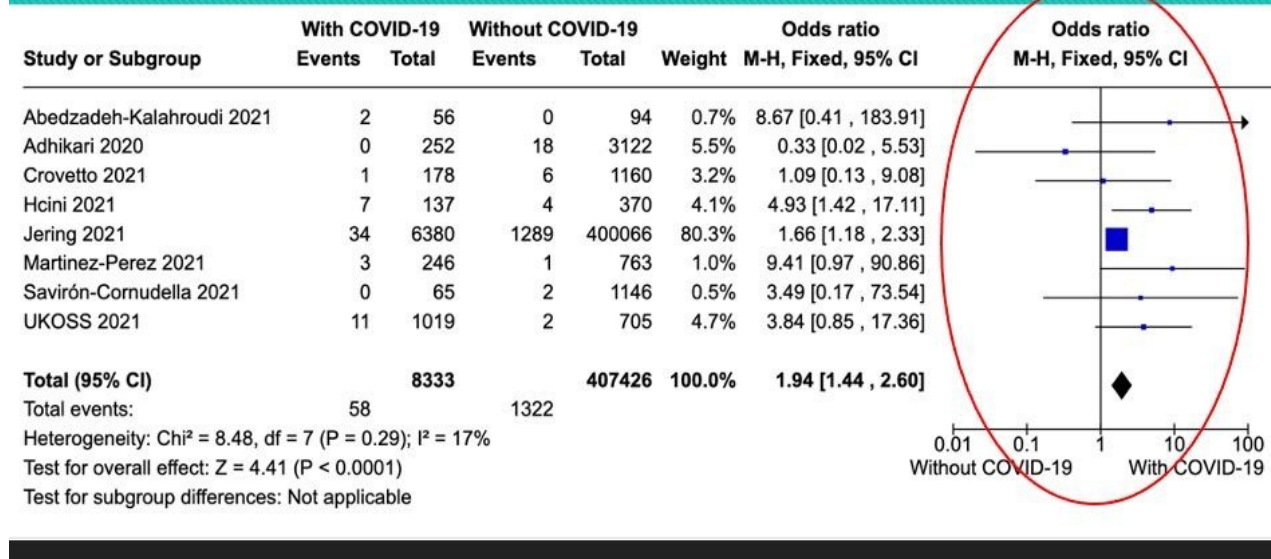 With COVID-19 Without COVID-19 Odds ratio Odds ratio
Study or Subgroup Events Total Events Total Weight M-H, Fixed, 95% CI M-H, Fixed, 95% CI
Abedzadeh-Kalahroudi 2021 2 56 0 94 0.7% 8.67 [0.41 , 183.91]
Adhikari 2020 0 252 18 3122 5.5% 0.33 [0.02 , 5.53]
Crovetto 2021 1 178 6 1160 3.2% 1.09 [0.13 , 9.08]
Hcini 2021 7 137 4 370 4.1% 4.93 [1.42 , 17.11]
Jering 2021 34 6380 1289 400066 80.3% 1.66 [1.18 , 2.33]
Martinez-Perez 2021 3 246 1 763 1.0% 9.41 [0.97 , 90.86]
Savirón-Cornudella 2021 0 65 2 1146 0.5% 3.49 [0.17 , 73.54]
UKOSS 2021 11 1019 2 705 4.7% 3.84 [0.85 , 17.36]
Total (95% CI) 8333 407426 100.0% 1.94 [1.44 , 2.60]
Total events: 58 1322
Heterogeneity: Chi² = 8.48, df = 7 (P = 0.29); I² = 17%
Test for overall effect: Z = 4.41 (P < 0.0001)
Test for subgroup differences: Not applicable
0.01 0.1 1 10 100
Without COVID-19 With COVID-19